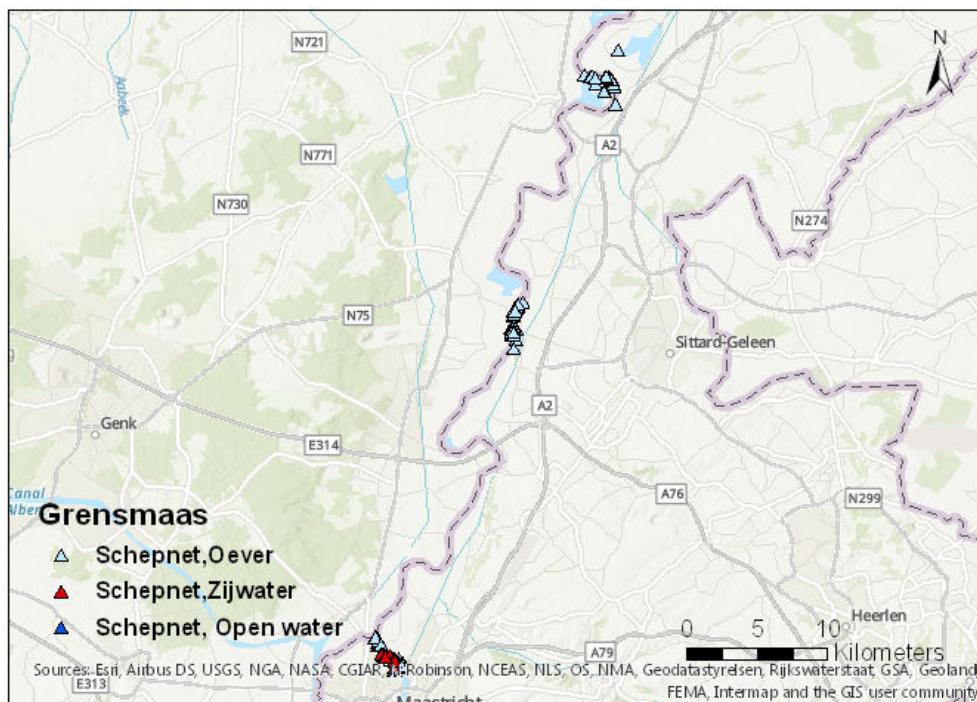 N721
N
Aabeek
A2
N771
N730
N274
N75
Sittard-Geleen
A2
Genk
E314
A76
N299
Canal
Alber
Grensmaas
Schepnet,Oever
Schepnet,Zijwater
Schepnet, Open water
Heerlen
0 5 10
Kilometers
A79
Sources: Esri, Airbus DS, USGS, NGA, NASA, CGIAR, Robinson, NCEAS, NLS, OS, NMA, Geodatastyrelsen, Rijkswaterstaat, GSA, Geoland
E313
FEMA, Intermap and the GIS user community
Maastricht